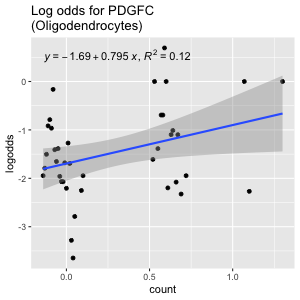 Log odds for PDGFC
(Oligodendrocytes)
y = −1.69 + 0.795 x, R² = 0.12
0
-1
-2
-3
logodds
0.0
0.5
1.0
count